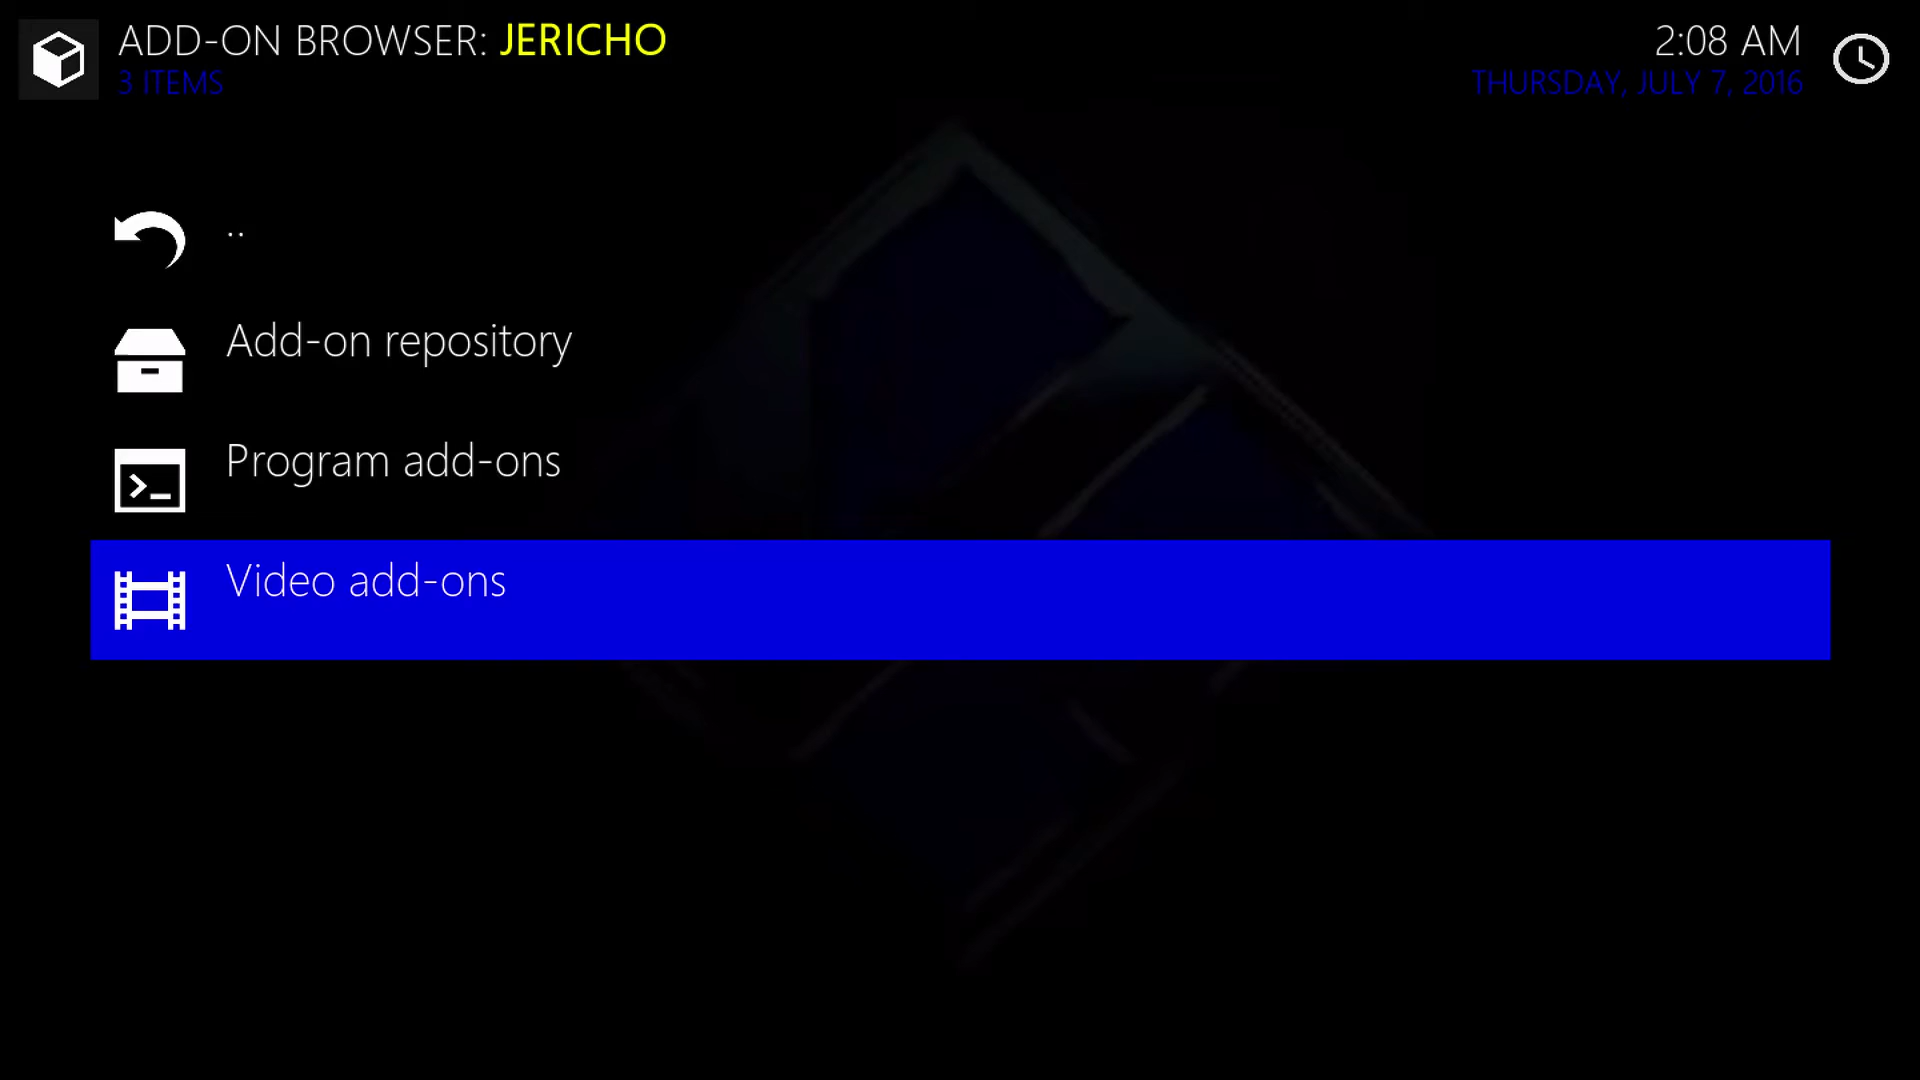 ADD-ON BROWSER: JERICHO
3 ITEMS
2:08 AM
THURSDAY, JULY 7, 2016
..
Add-on repository
Program add-ons
Video add-ons